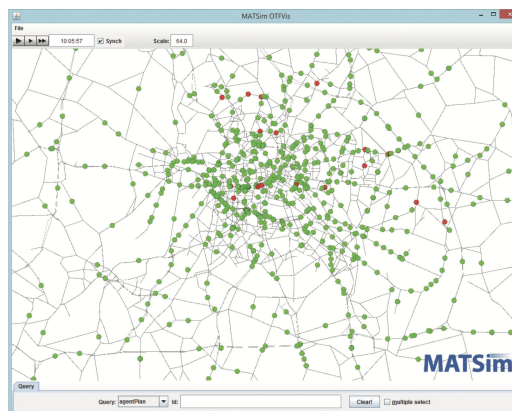 MATSim OTFVis
File
10:05:57 Synch Scale: 64.0
MATSim
Query
Query: agentPlan Id: Clear! multiple select